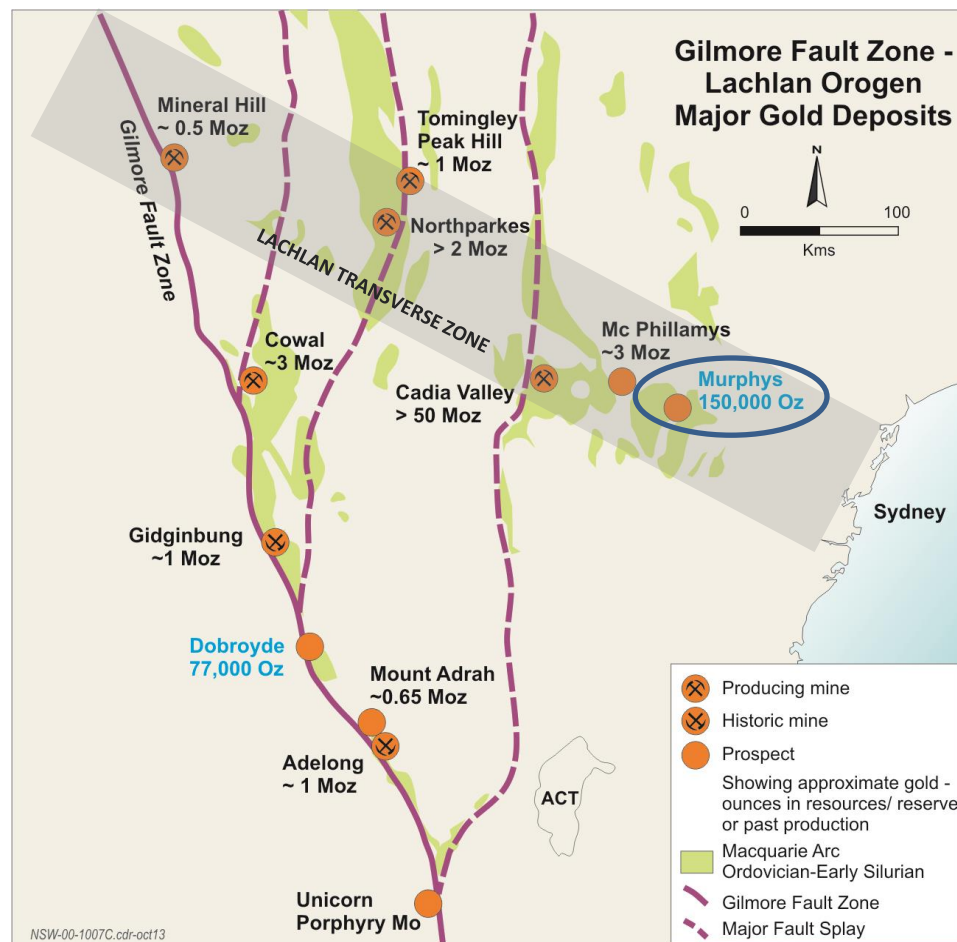 Gilmore Fault Zone -
Lachlan Orogen
Major Gold Deposits
N
0
100
Kms
Mineral Hill
~ 0.5 Moz
Gilmore Fault Zone
Tomingley
Peak Hill
~ 1 Moz
Northparkes
> 2 Moz
LACHLAN TRANSVERSE ZONE
Cowal
~3 Moz
Mc Phillamys
~3 Moz
Cadia Valley
> 50 Moz
Murphys
150,000 Oz
Sydney
Gidginbung
~1 Moz
Dobroyde
77,000 Oz
Mount Adrah
~0.65 Moz
Adelong
~ 1 Moz
ACT
Unicorn
Porphyry Mo
Producing mine
Historic mine
Prospect
Showing approximate gold -
ounces in resources/ reserve
or past production
Macquarie Arc
Ordovician-Early Silurian
Gilmore Fault Zone
Major Fault Splay
NSW-00-1007C.cdr-oct13